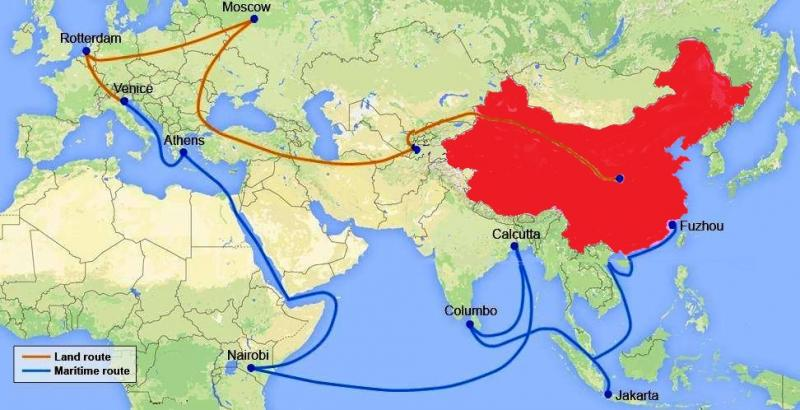 Moscow
Rotterdam
Venice
Athens
Calcutta
Fuzhou
Columbo
Nairobi
Jakarta
Land route
Maritime route